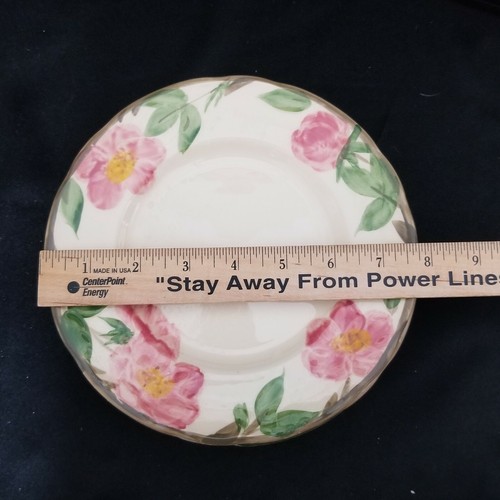 1 MADE IN USA 2 3 4 5 6 7 8 9
CenterPoint. "Stay Away From Power Lines
Energy